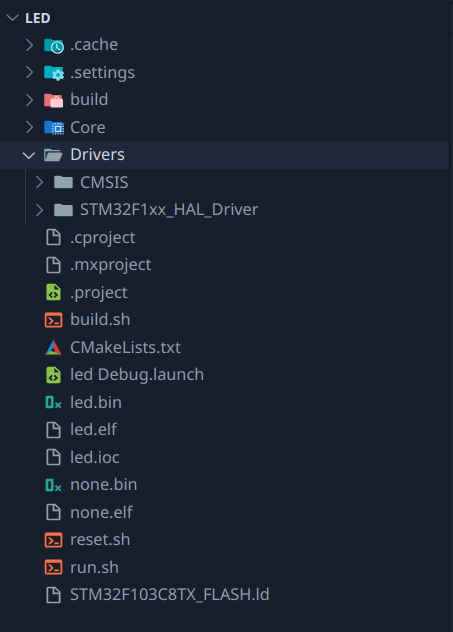 LED
.cache
.settings
build
Core
Drivers
CMSIS
STM32F1xx_HAL_Driver
.cproject
.mxproject
.project
build.sh
CMakeLists.txt
led Debug.launch
led.bin
led.elf
led.ioc
none.bin
none.elf
reset.sh
run.sh
STM32F103C8TX_FLASH.ld